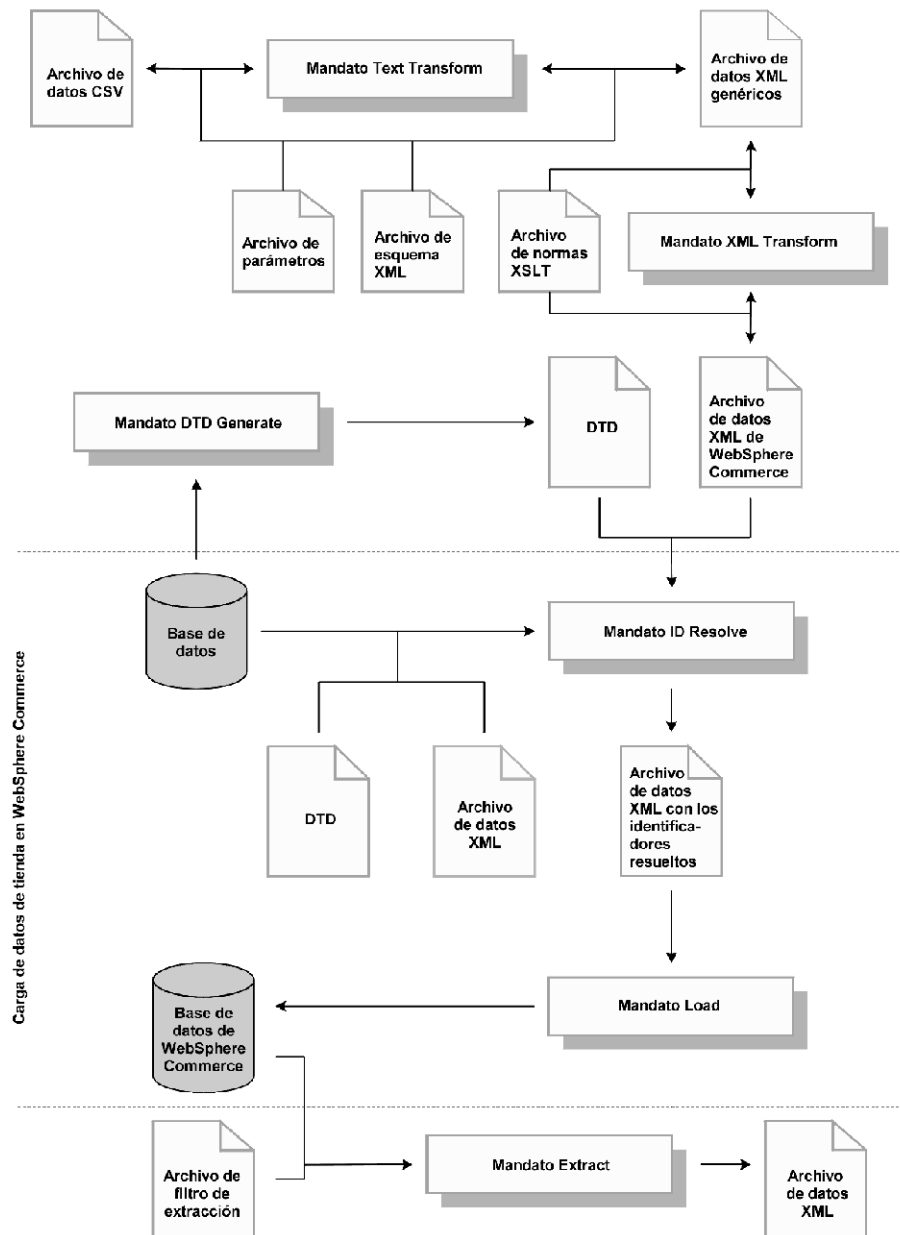 Archivo de
datos CSV
Mandato Text Transform
Archivo de
datos XML
genéricos
Archivo de
parámetros
Archivo de
esquema
XML
Archivo
de normas
XSLT
Mandato XML Transform
Mandato DTD Generate
DTD
Archivo
de datos
XML de
WebSphere
Commerce
Carga de datos de tienda en WebSphere Commerce
Base de
datos
Mandato ID Resolve
DTD
Archivo
de datos
XML
Archivo
de datos
XML con los
identifica-
dores
resueltos
Base de
datos de
WebSphere
Commerce
Mandato Load
Archivo de
filtro de
extracción
Mandato Extract
Archivo
de datos
XML